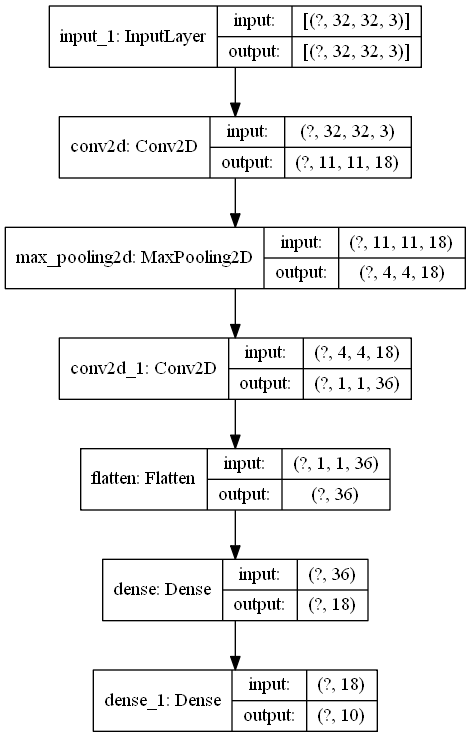 input_1: InputLayer
input:
[(?, 32, 32, 3)]
output:
[(?, 32, 32, 3)]
conv2d: Conv2D
input:
(?, 32, 32, 3)
output:
(?, 11, 11, 18)
max_pooling2d: MaxPooling2D
input:
(?, 11, 11, 18)
output:
(?, 4, 4, 18)
conv2d_1: Conv2D
input:
(?, 4, 4, 18)
output:
(?, 1, 1, 36)
flatten: Flatten
input:
(?, 1, 1, 36)
output:
(?, 36)
dense: Dense
input:
(?, 36)
output:
(?, 18)
dense_1: Dense
input:
(?, 18)
output:
(?, 10)